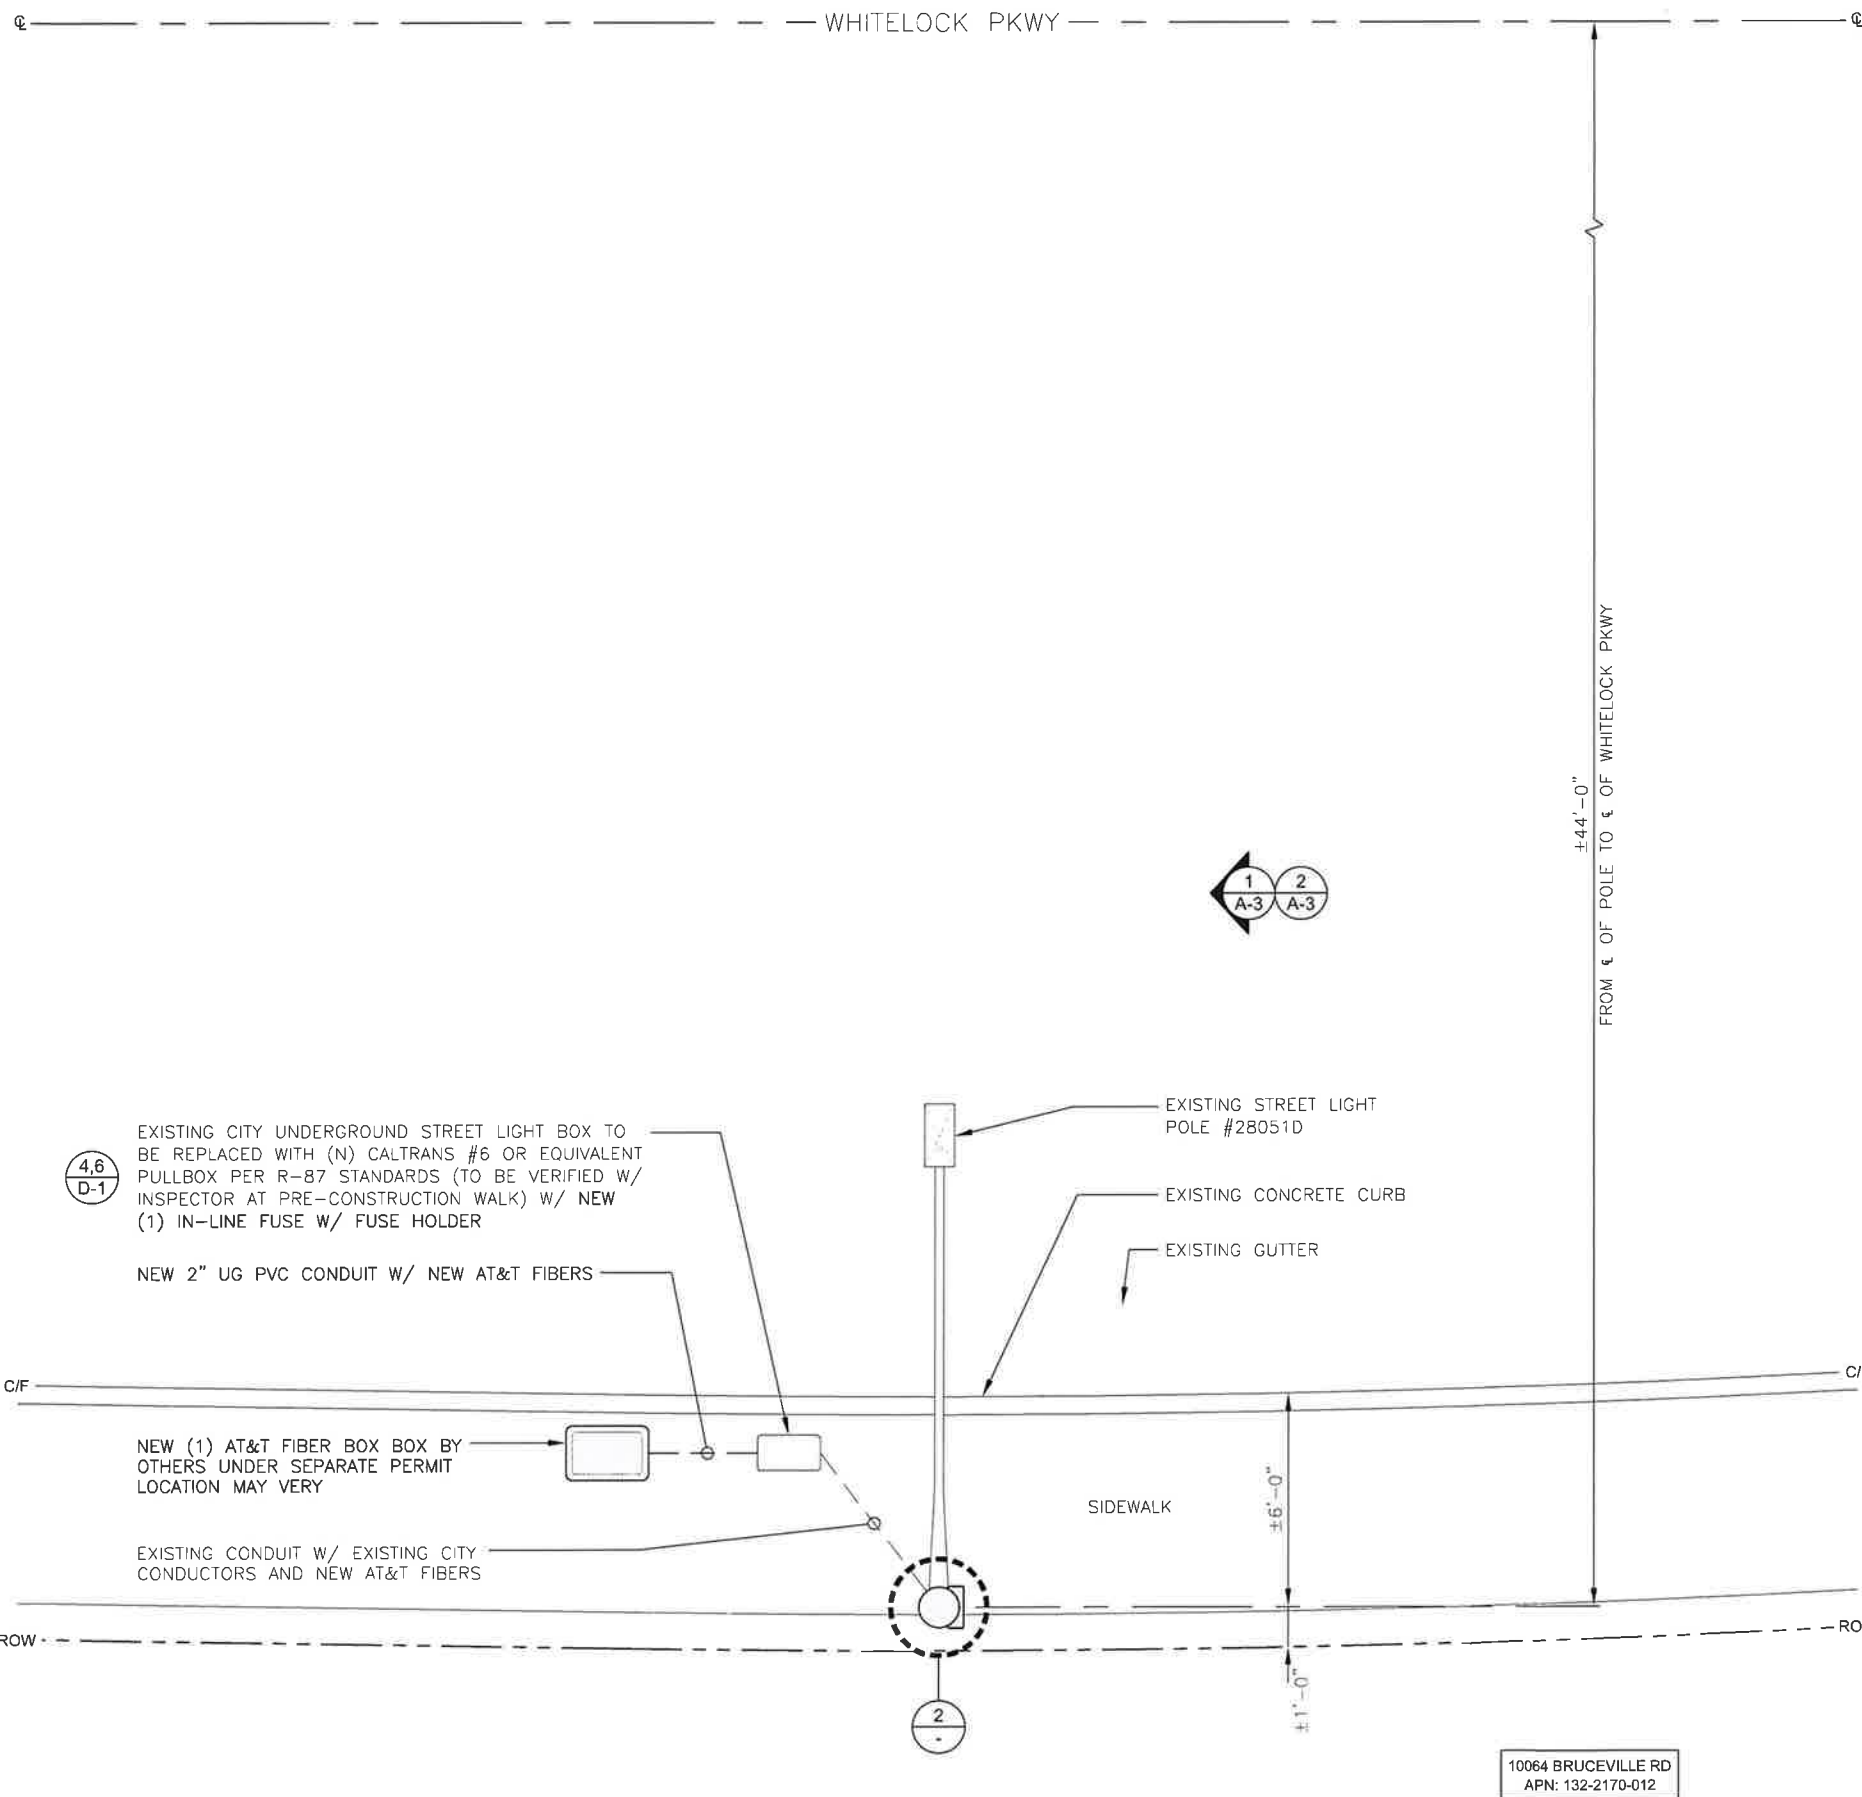 ℄ WHITELOCK PKWY ℄
±44'-0"
FROM ℄ OF POLE TO ℄ OF WHITELOCK PKWY
1
A-3
2
A-3
4,6
D-1
EXISTING CITY UNDERGROUND STREET LIGHT BOX TO
BE REPLACED WITH (N) CALTRANS #6 OR EQUIVALENT
PULLBOX PER R-87 STANDARDS (TO BE VERIFIED W/
INSPECTOR AT PRE-CONSTRUCTION WALK) W/ NEW
(1) IN-LINE FUSE W/ FUSE HOLDER
NEW 2" UG PVC CONDUIT W/ NEW AT&T FIBERS
EXISTING STREET LIGHT
POLE #28051D
EXISTING CONCRETE CURB
EXISTING GUTTER
C/F
C/
NEW (1) AT&T FIBER BOX BOX BY
OTHERS UNDER SEPARATE PERMIT
LOCATION MAY VERY
SIDEWALK
±6'-0"
EXISTING CONDUIT W/ EXISTING CITY
CONDUCTORS AND NEW AT&T FIBERS
ROW
RO
±1'-0"
2
-
10064 BRUCEVILLE RD
APN: 132-2170-012